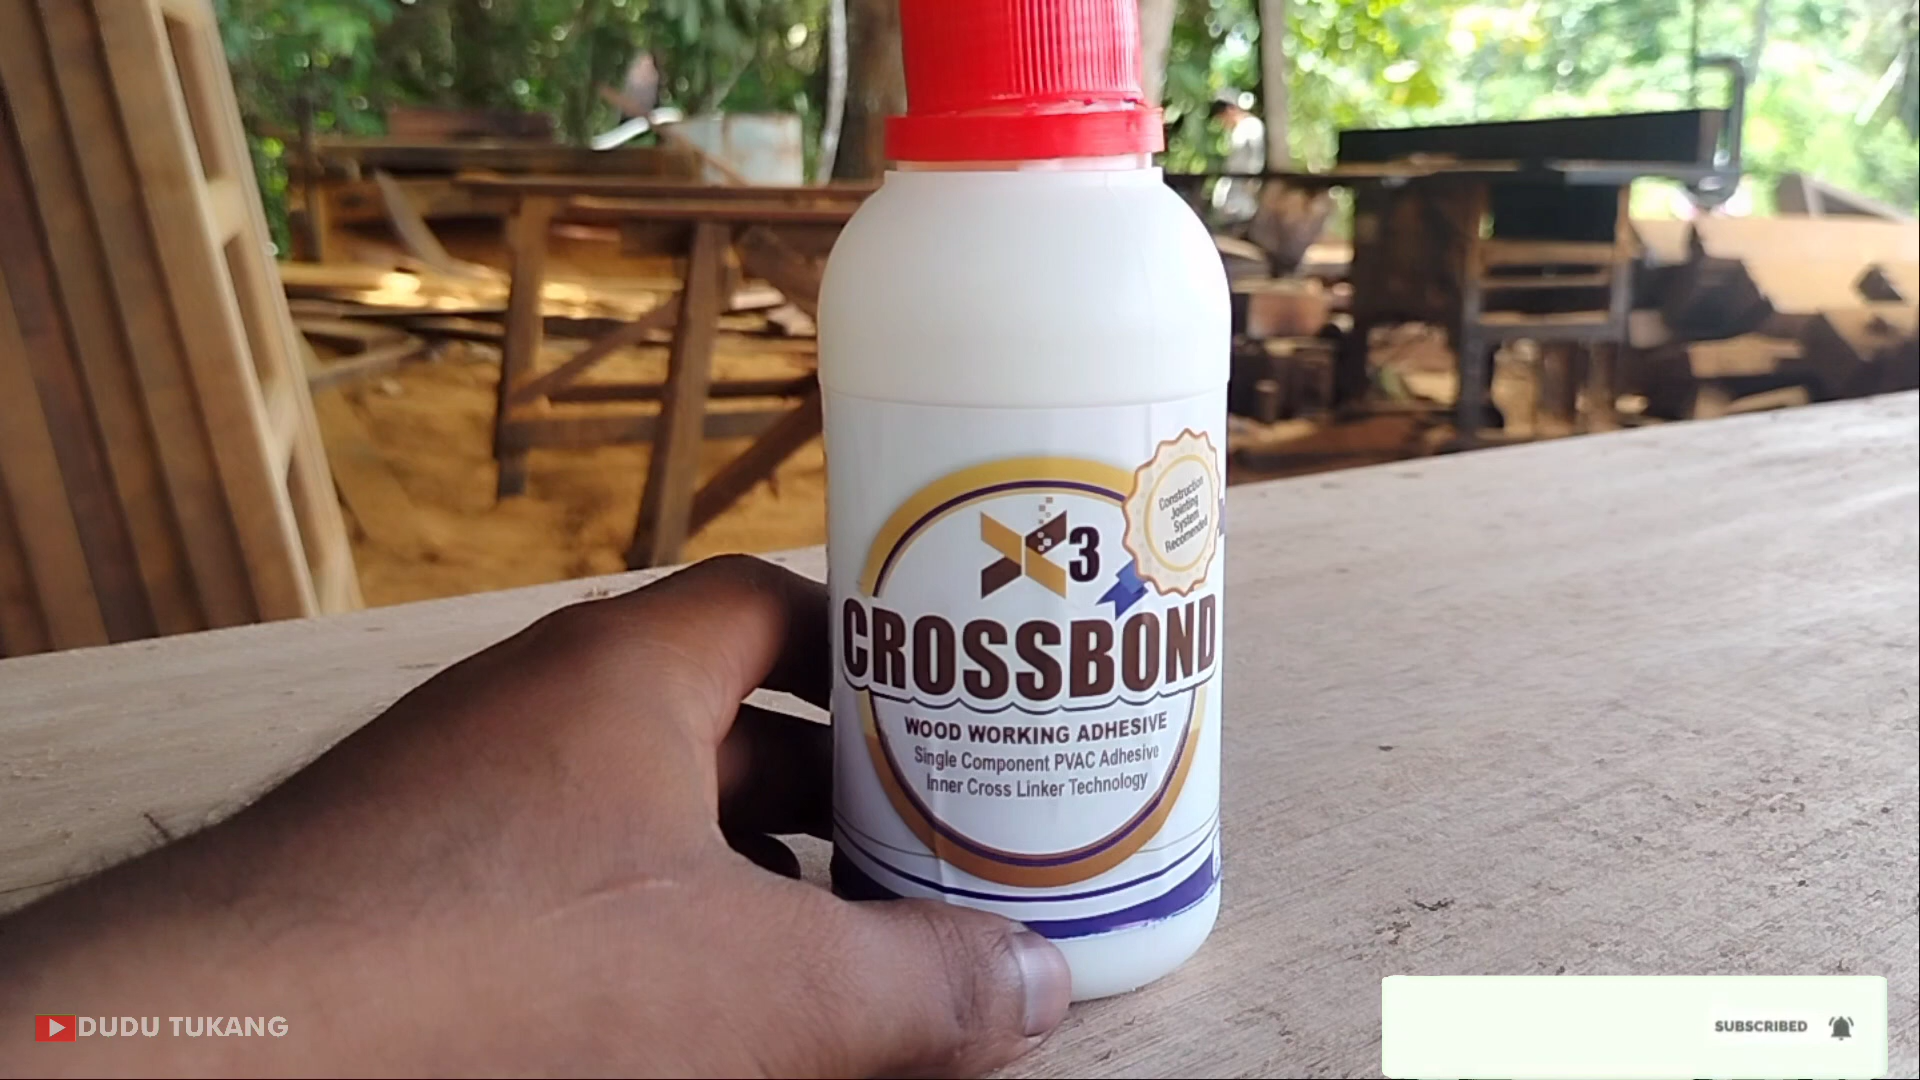 Construction
Jointing
System
Recomended
X3
CROSSBOND
WOOD WORKING ADHESIVE
Single Component PVAC Adhesive
Inner Cross Linker Technology
DUDU TUKANG
SUBSCRIBED